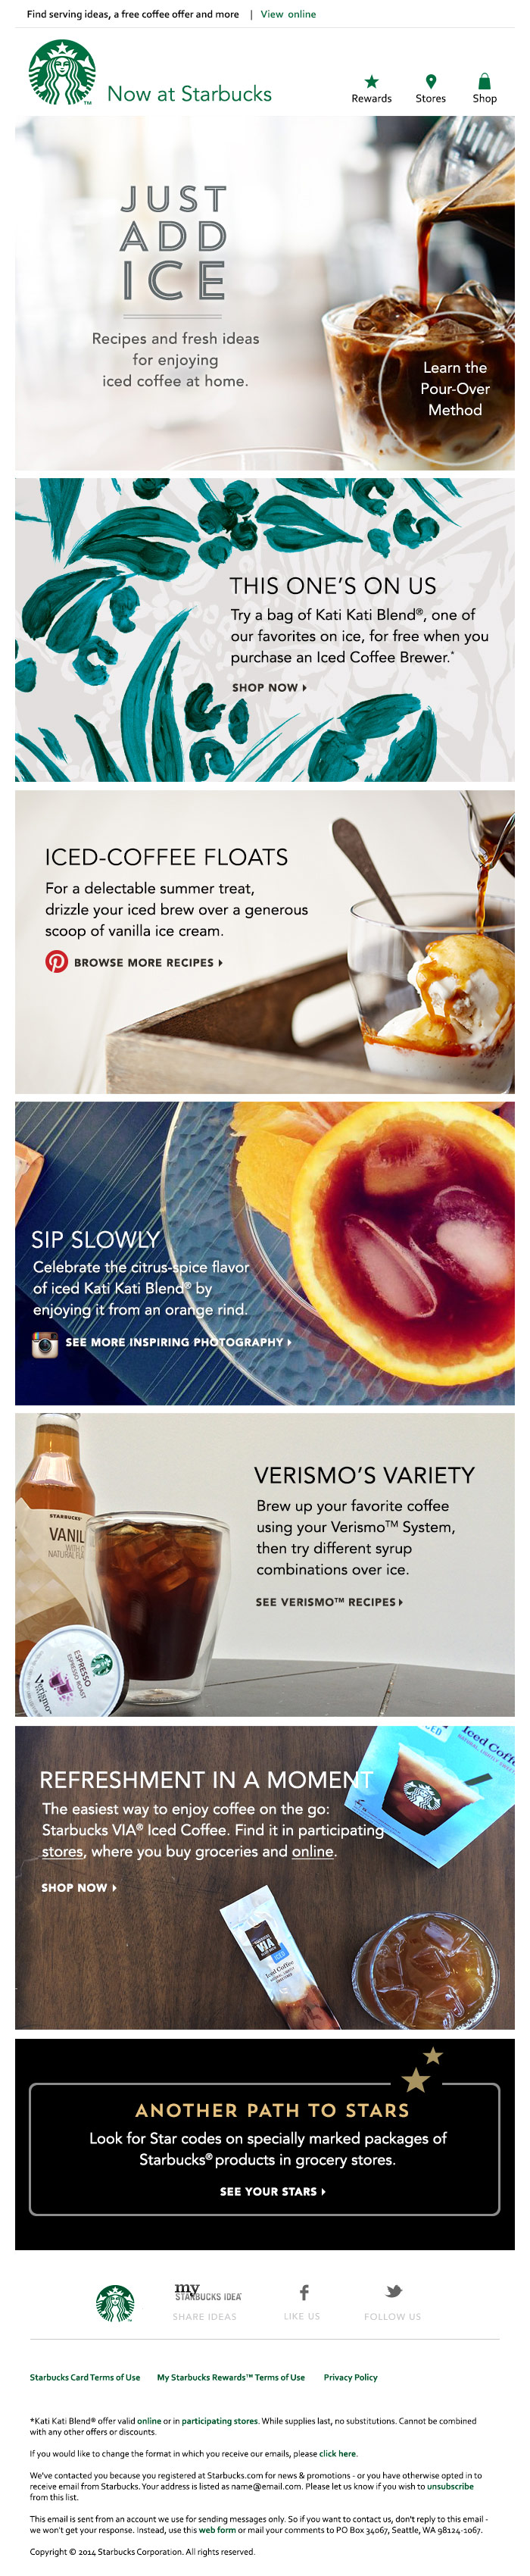 Find serving ideas, a free coffee offer and more | View online
Now at Starbucks
Rewards Stores Shop
JUST
ADD
ICE
Recipes and fresh ideas
for enjoying
iced coffee at home.
Learn the
Pour-Over
Method
THIS ONE'S ON US
Try a bag of Kati Kati Blend®, one of
our favorites on ice, for free when you
purchase an Iced Coffee Brewer.*
SHOP NOW
ICED-COFFEE FLOATS
For a delectable summer treat,
drizzle your iced brew over a generous
scoop of vanilla ice cream.
BROWSE MORE RECIPES
SIP SLOWLY
Celebrate the citrus-spice flavor
of iced Kati Kati Blend® by
enjoying it from an orange rind.
SEE MORE INSPIRING PHOTOGRAPHY
STARBUCKS
VANIL
NATURAL FLA
VERISMO'S VARIETY
Brew up your favorite coffee
using your Verismo™ System,
then try different syrup
combinations over ice.
SEE VERISMO™ RECIPES
ESPRESSO
ESPRESSO ROAST
REFRESHMENT IN A MOMENT
The easiest way to enjoy coffee on the go:
Starbucks VIA® Iced Coffee. Find it in participating
stores, where you buy groceries and online.
SHOP NOW
Iced Coff
VIA
Iced Coffee
ANOTHER PATH TO STARS
Look for Star codes on specially marked packages of
Starbucks® products in grocery stores.
SEE YOUR STARS
my
STARBUCKS IDEA
SHARE IDEAS LIKE US FOLLOW US
Starbucks Card Terms of Use My Starbucks Rewards™ Terms of Use Privacy Policy
*Kati Kati Blend® offer valid online or in participating stores. While supplies last, no substitutions. Cannot be combined
with any other offers or discounts.
If you would like to change the format in which you receive our emails, please click here.
We've contacted you because you registered at Starbucks.com for news & promotions - or you have otherwise opted in to
receive email from Starbucks. Your address is listed as name@email.com. Please let us know if you wish to unsubscribe
from this list.
This email is sent from an account we use for sending messages only. So if you want to contact us, don't reply to this email -
we won't get your response. Instead, use this web form or mail your comments to PO Box 34067, Seattle, WA 98124-1067.
Copyright © 2014 Starbucks Corporation. All rights reserved.